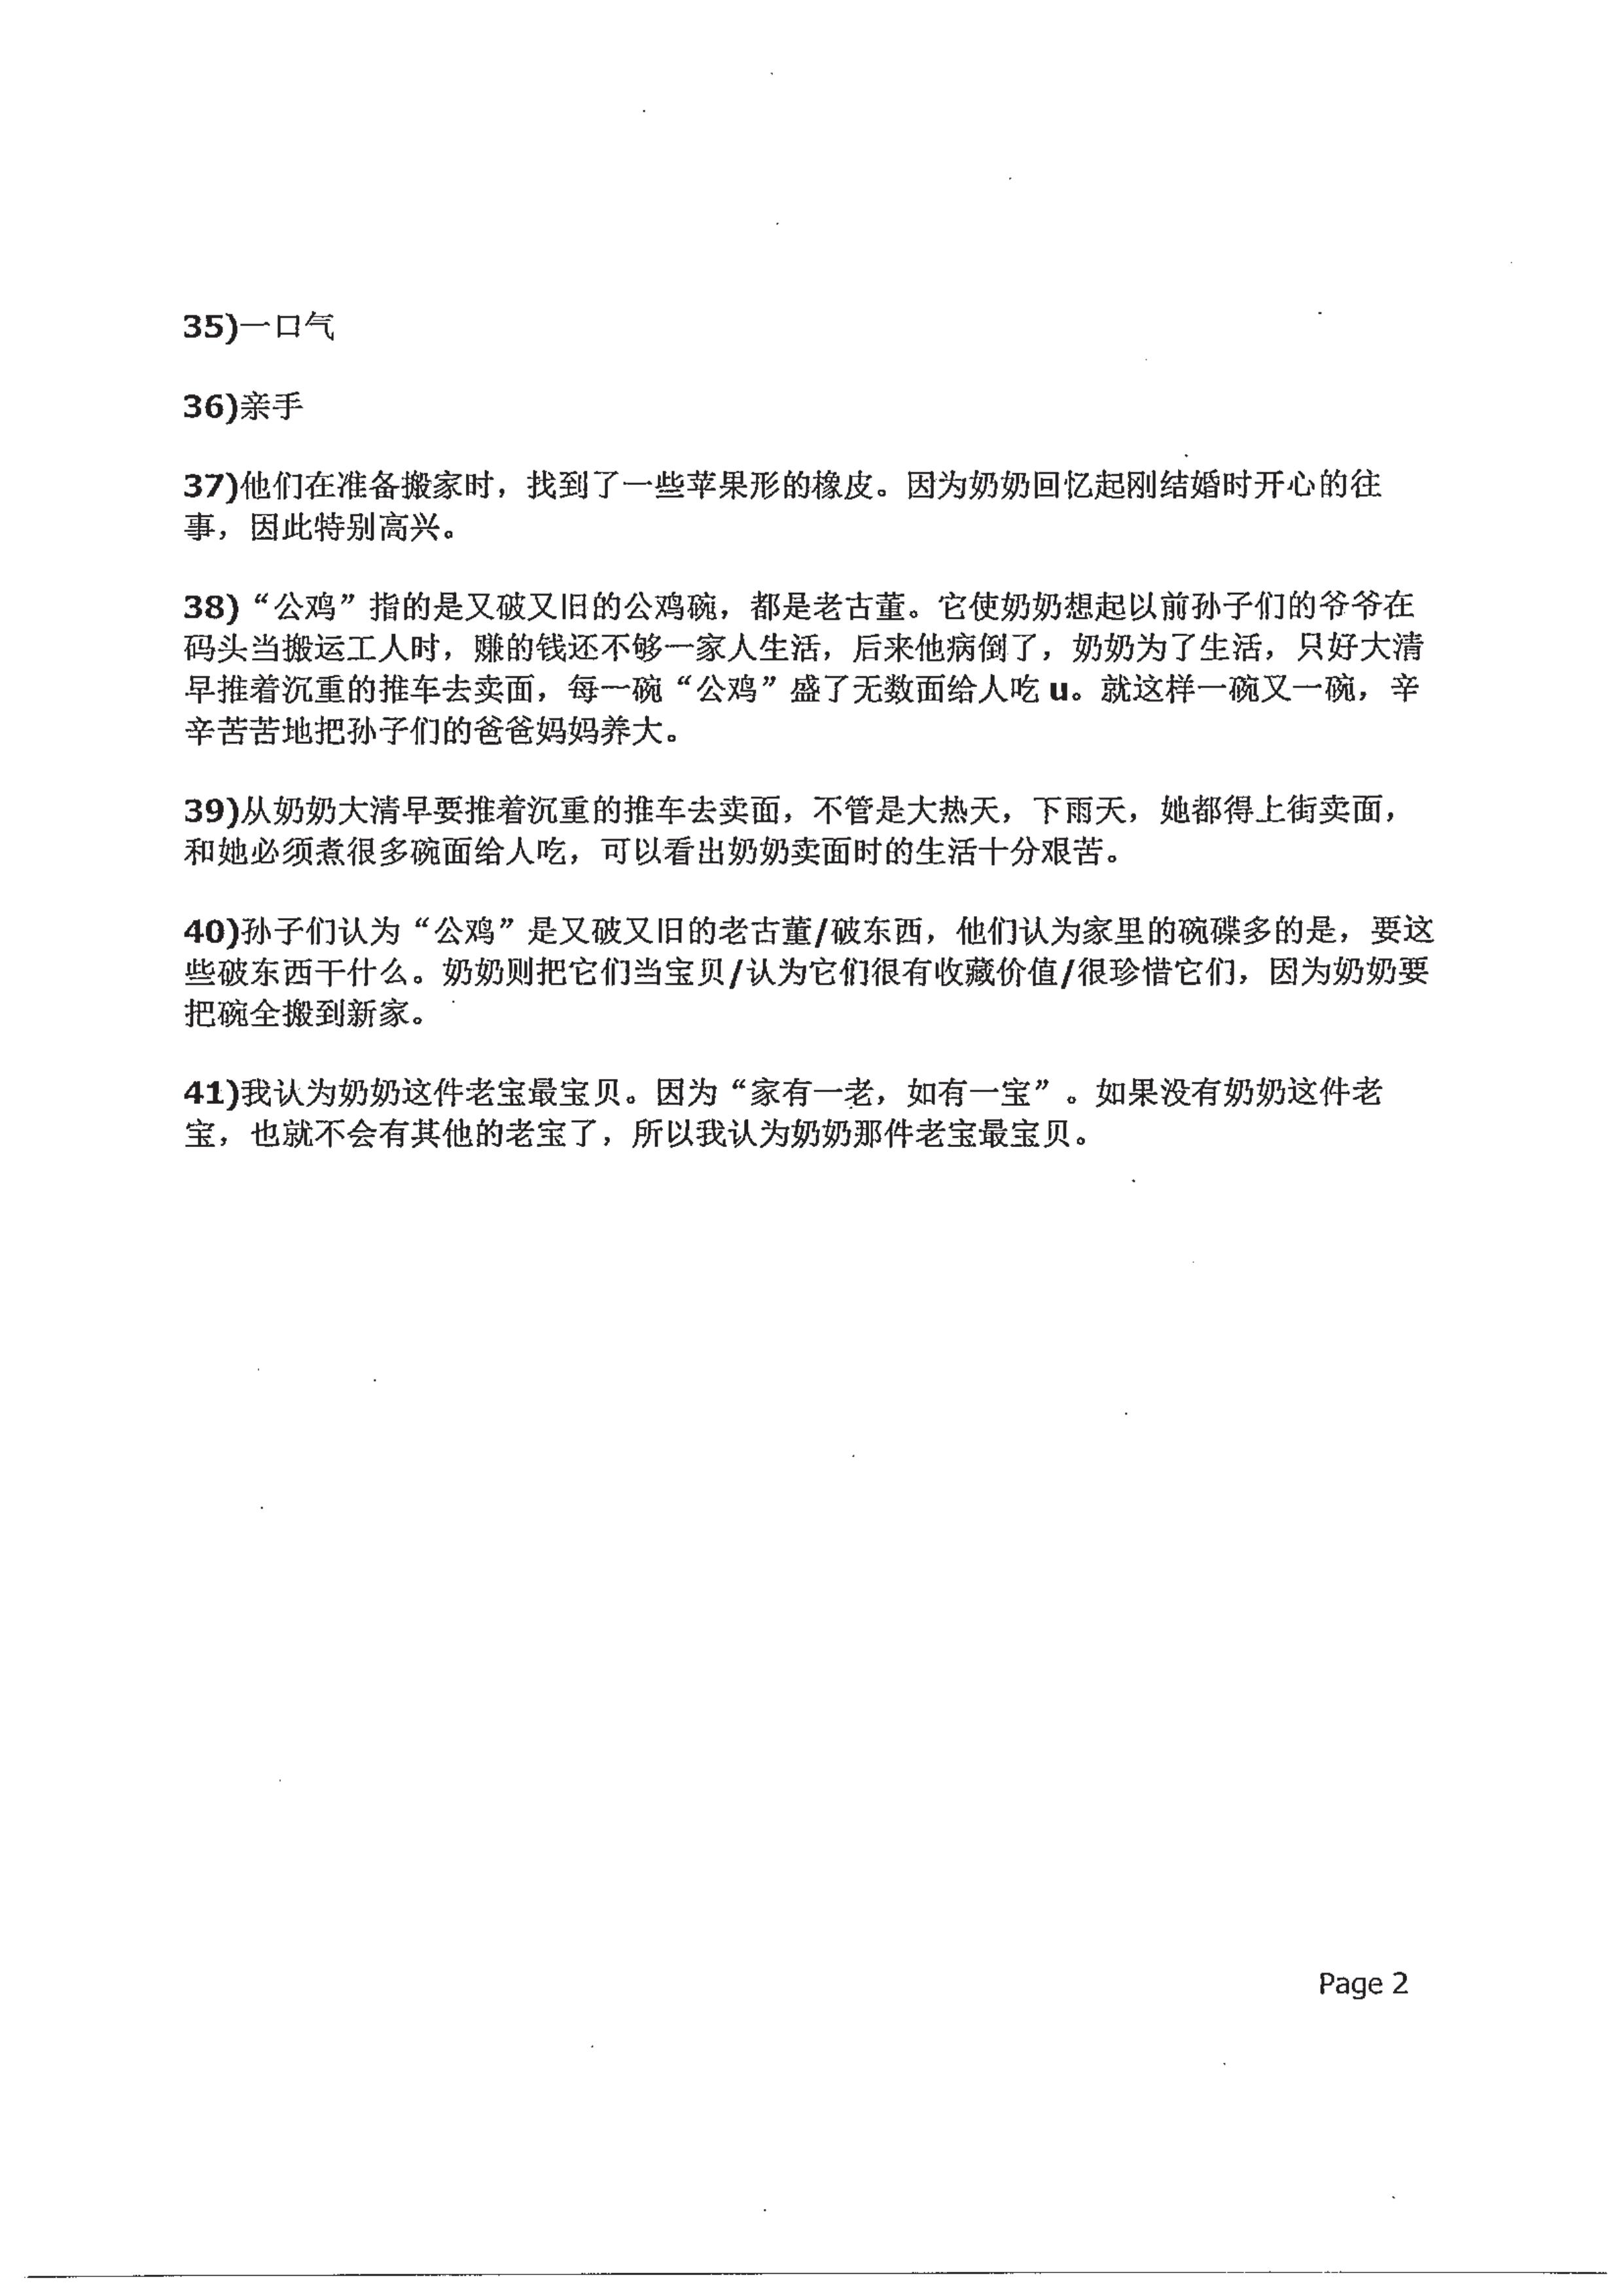 35)一口气
36)亲手
37)他们在准备搬家时，找到了一些苹果形的橡皮。因为奶奶回忆起刚结婚时开心的往
事，因此特别高兴。
38)“公鸡”指的是又破又旧的公鸡碗，都是老古董。它使奶奶想起以前孙子们的爷爷在
码头当搬运工人时，赚的钱还不够一家人生活，后来他病倒了，奶奶为了生活，只好大清
早推着沉重的推车去卖面，每一碗“公鸡”盛了无数面给人吃 u。就这样一碗又一碗，辛
辛苦苦地把孙子们的爸爸妈妈养大。
39)从奶奶大清早要推着沉重的推车去卖面，不管是大热天，下雨天，她都得上街卖面，
和她必须煮很多碗面给人吃，可以看出奶奶卖面时的生活十分艰苦。
40)孙子们认为“公鸡”是又破又旧的老古董/破东西，他们认为家里的碗碟多的是，要这
些破东西干什么。奶奶则把它们当宝贝/认为它们很有收藏价值/很珍惜它们，因为奶奶要
把碗全搬到新家。
41)我认为奶奶这件老宝最宝贝。因为“家有一老，如有一宝”。如果没有奶奶这件老
宝，也就不会有其他的老宝了，所以我认为奶奶那件老宝最宝贝。
Page 2